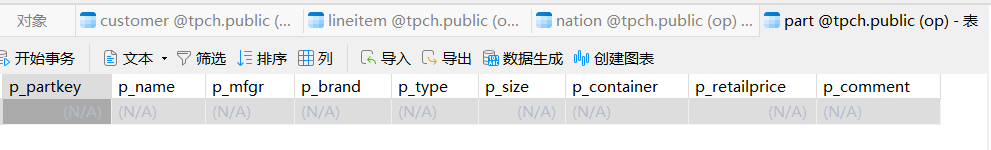 对象 customer @tpch.public (... lineitem @tpch.public (o... nation @tpch.public (op) ... part @tpch.public (op) - 表
开始事务 文本 筛选 排序 列 导入 导出 数据生成 创建图表
p_partkey p_name p_mfgr p_brand p_type p_size p_container p_retailprice p_comment
(N/A) (N/A) (N/A) (N/A) (N/A) (N/A) (N/A) (N/A) (N/A)